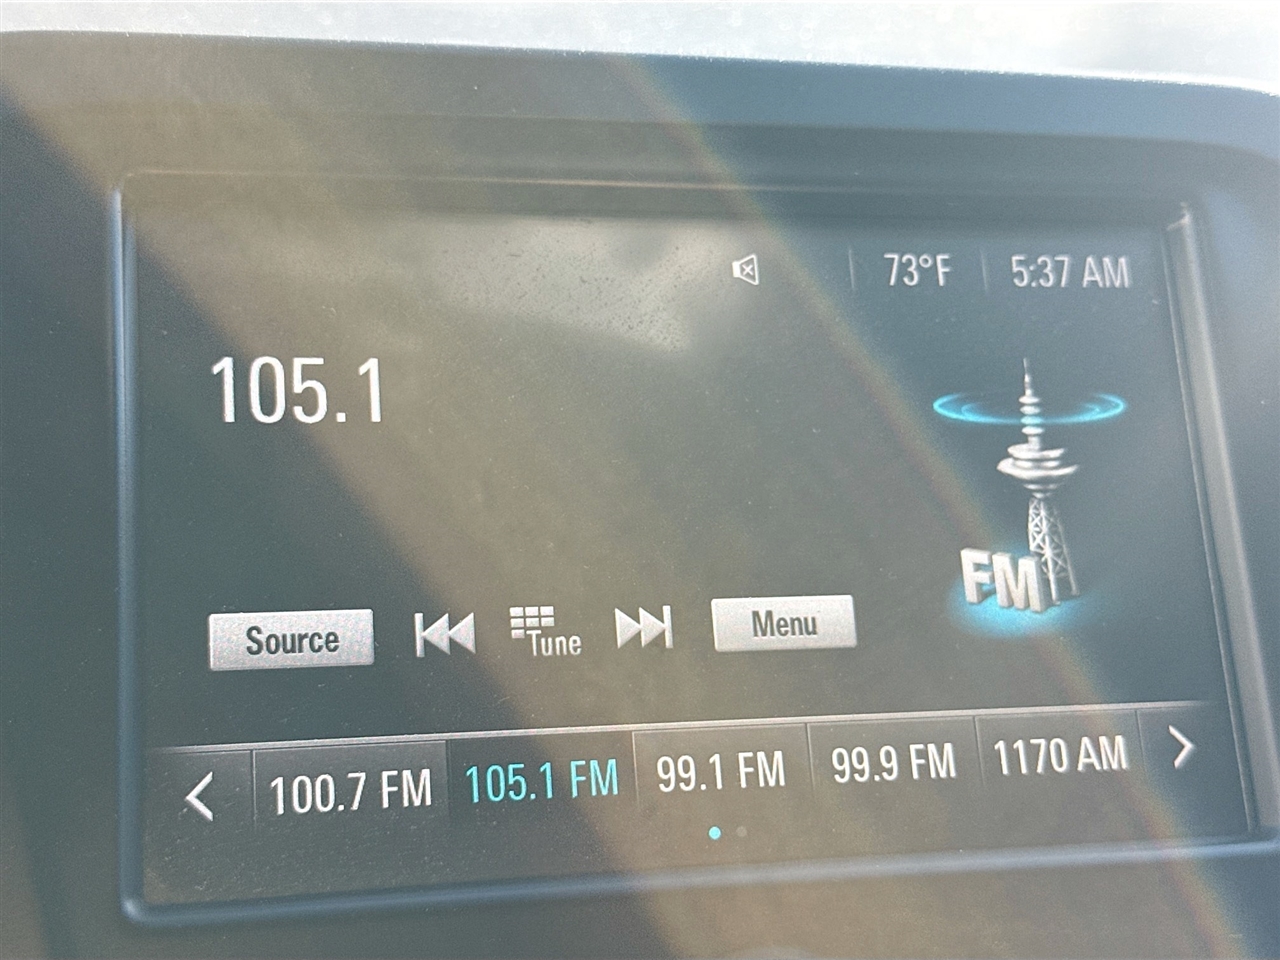 73°F 5:37 AM
105.1
FM
Source Tune Menu
100.7 FM 105.1 FM 99.1 FM 99.9 FM 1170 AM